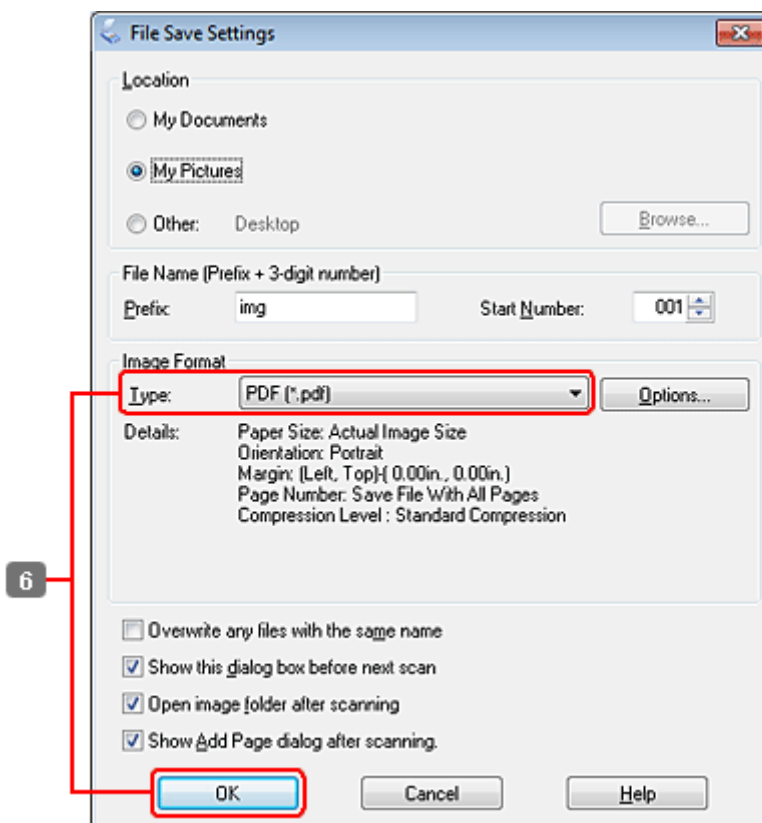 File Save Settings
Location
My Documents
My Pictures
Other: Desktop Browse...
File Name (Prefix + 3-digit number)
Prefix: img Start Number: 001
Image Format
Type: PDF (*.pdf) Options...
Details: Paper Size: Actual Image Size
Orientation: Portrait
Margin: (Left, Top)-( 0.00in., 0.00in.)
Page Number: Save File With All Pages
Compression Level : Standard Compression
6
Overwrite any files with the same name
Show this dialog box before next scan
Open image folder after scanning
Show Add Page dialog after scanning.
OK Cancel Help